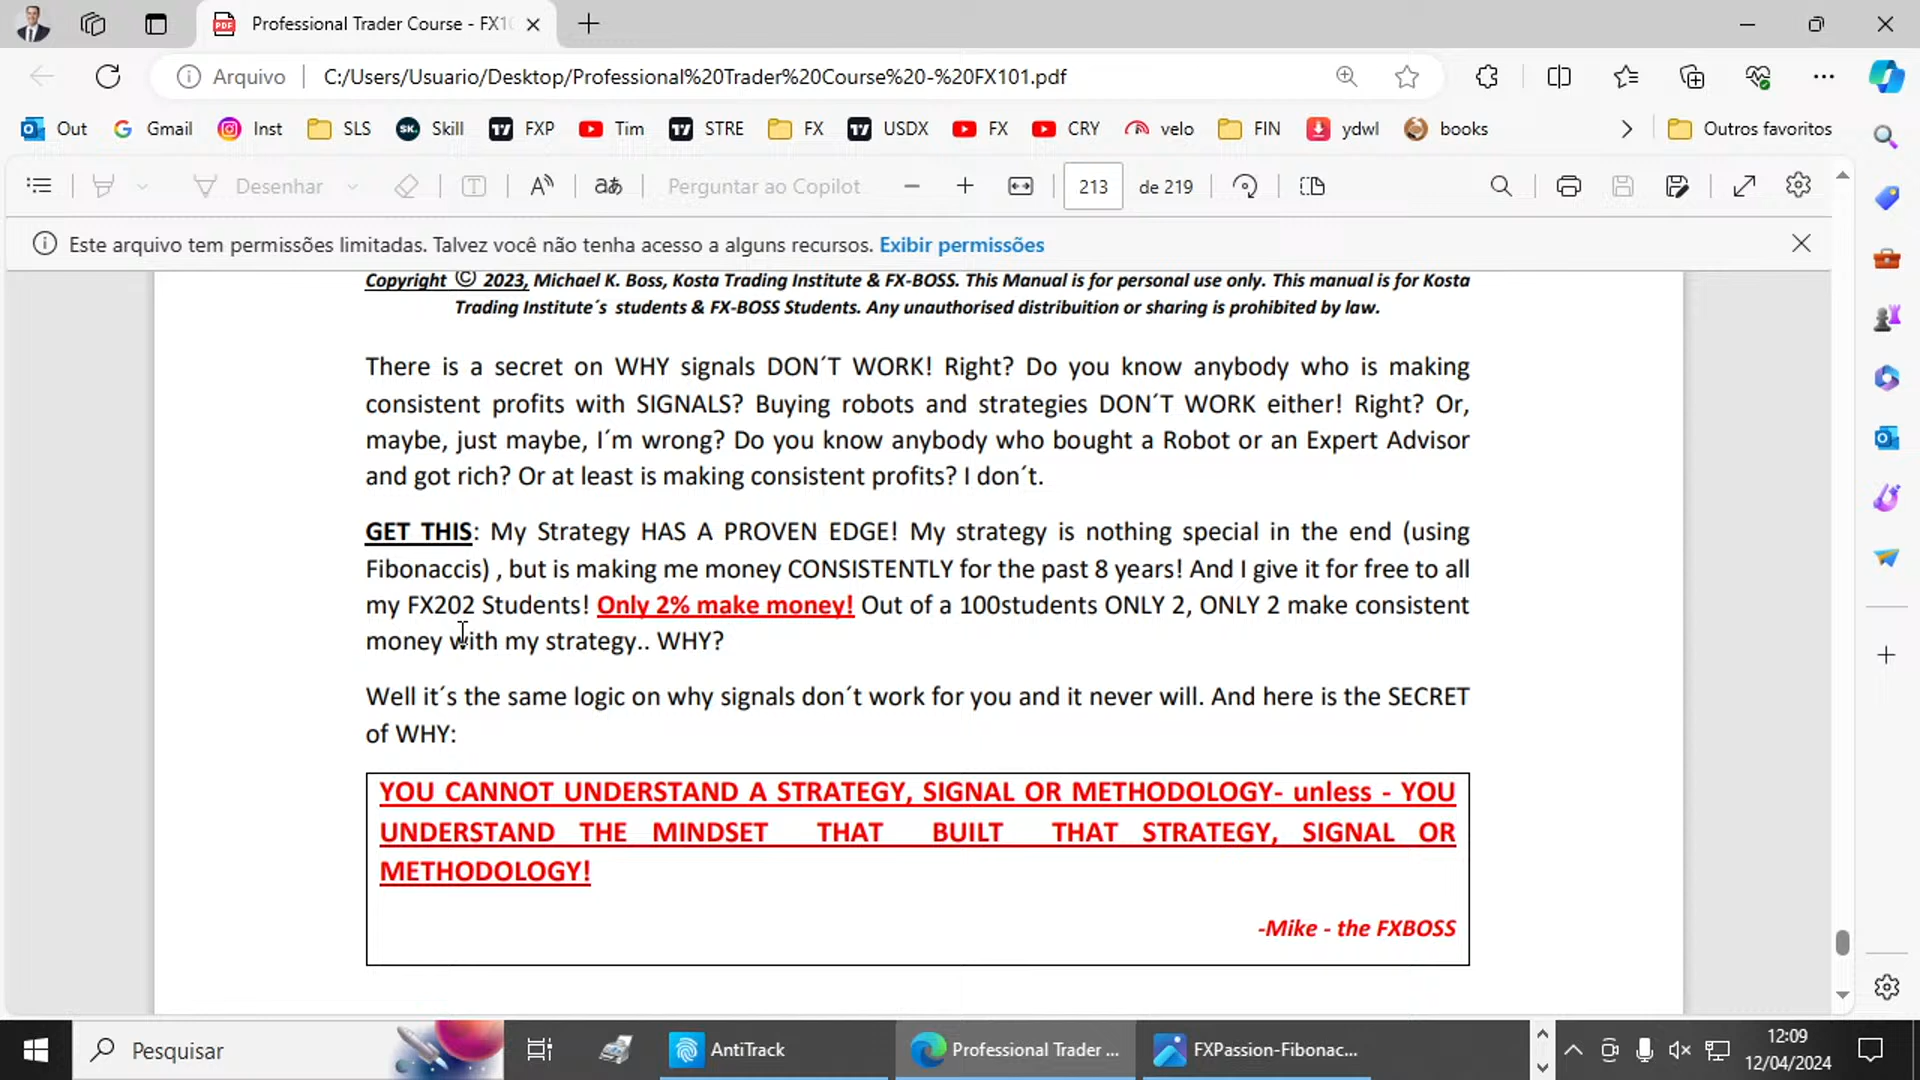 Professional Trader Course - FX10
Arquivo C:/Users/Usuario/Desktop/Professional%20Trader%20Course%20-%20FX101.pdf
Out Gmail Inst SLS SK. Skill FXP Tim STRE FX USDX FX CRY velo FIN ydwl books Outros favoritos
Desenhar aあ Perguntar ao Copilot 213 de 219
Este arquivo tem permissões limitadas. Talvez você não tenha acesso a alguns recursos. Exibir permissões
Copyright © 2023, Michael K. Boss, Kosta Trading Institute & FX-BOSS. This Manual is for personal use only. This manual is for Kosta
Trading Institute´s students & FX-BOSS Students. Any unauthorised distribuition or sharing is prohibited by law.
There is a secret on WHY signals DON´T WORK! Right? Do you know anybody who is making
consistent profits with SIGNALS? Buying robots and strategies DON´T WORK either! Right? Or,
maybe, just maybe, I´m wrong? Do you know anybody who bought a Robot or an Expert Advisor
and got rich? Or at least is making consistent profits? I don´t.
GET THIS: My Strategy HAS A PROVEN EDGE! My strategy is nothing special in the end (using
Fibonaccis) , but is making me money CONSISTENTLY for the past 8 years! And I give it for free to all
my FX202 Students! Only 2% make money! Out of a 100students ONLY 2, ONLY 2 make consistent
money with my strategy.. WHY?
Well it´s the same logic on why signals don´t work for you and it never will. And here is the SECRET
of WHY:
YOU CANNOT UNDERSTAND A STRATEGY, SIGNAL OR METHODOLOGY- unless - YOU
UNDERSTAND THE MINDSET THAT BUILT THAT STRATEGY, SIGNAL OR
METHODOLOGY!
-Mike - the FXBOSS
Pesquisar AntiTrack Professional Trader ... FXPassion-Fibonac... 12:09
12/04/2024